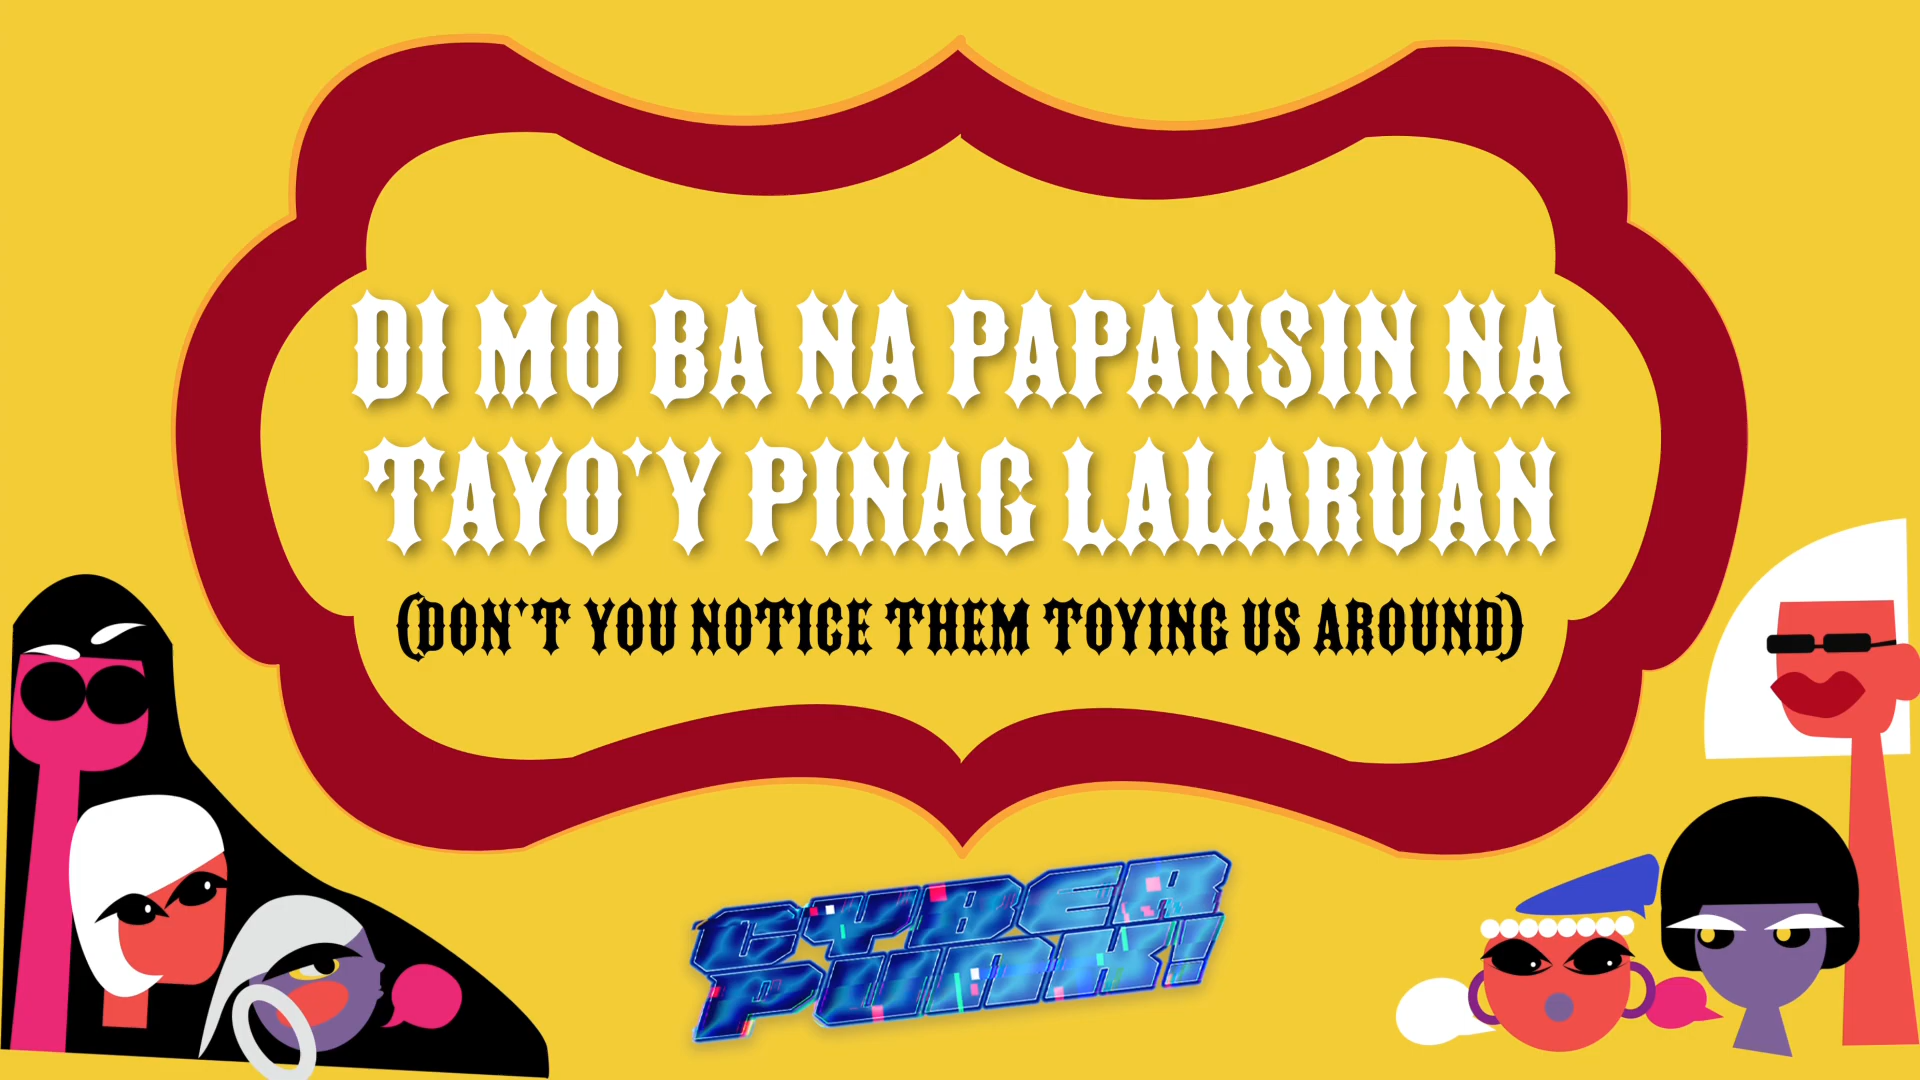 DI MO BA NA PAPANSIN NA
TAYO'Y PINAG LALARUAN
(DON'T YOU NOTICE THEM TOYING US AROUND)
CYBER
PUNK!